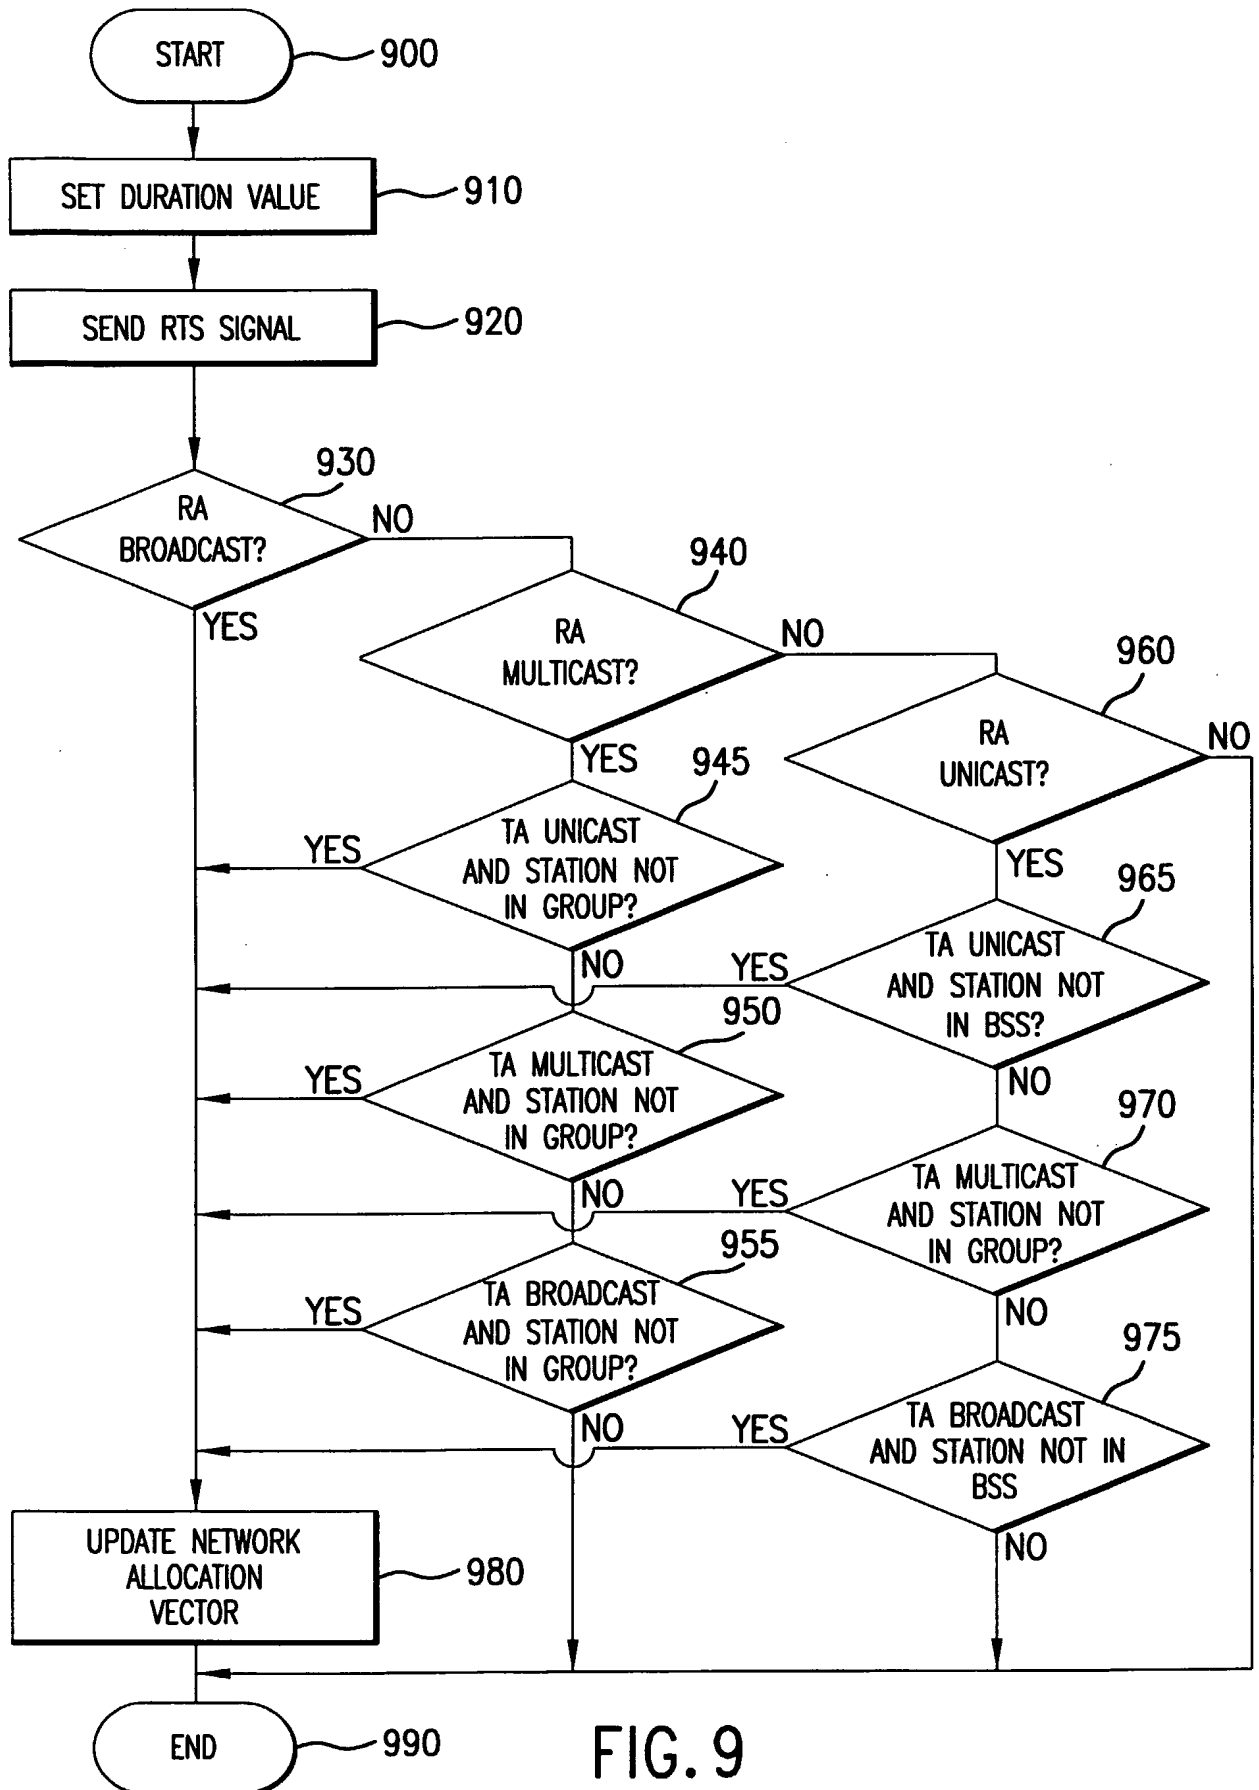 START
900
SET DURATION VALUE
910
SEND RTS SIGNAL
920
930
RA
BROADCAST?
NO
YES
940
RA
MULTICAST?
NO
YES
960
RA
UNICAST?
NO
YES
945
TA UNICAST
AND STATION NOT
IN GROUP?
YES
NO
965
TA UNICAST
AND STATION NOT
IN BSS?
YES
NO
950
TA MULTICAST
AND STATION NOT
IN GROUP?
YES
NO
970
TA MULTICAST
AND STATION NOT
IN GROUP?
YES
NO
955
TA BROADCAST
AND STATION NOT
IN GROUP?
YES
NO
975
TA BROADCAST
AND STATION NOT IN
BSS
YES
NO
UPDATE NETWORK
ALLOCATION
VECTOR
980
END
990
FIG. 9